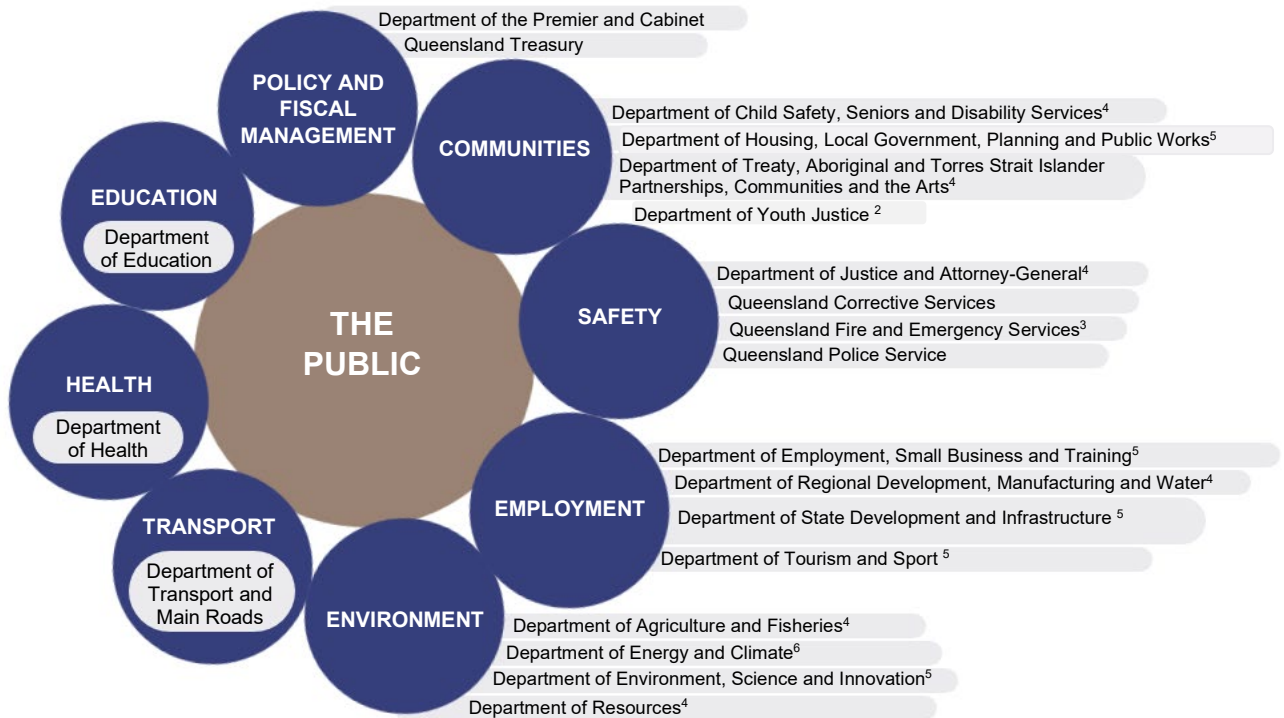 Department of the Premier and Cabinet
Queensland Treasury
POLICY AND
FISCAL
MANAGEMENT
COMMUNITIES
Department of Child Safety, Seniors and Disability Services⁴
Department of Housing, Local Government, Planning and Public Works⁵
Department of Treaty, Aboriginal and Torres Strait Islander
Partnerships, Communities and the Arts⁴
Department of Youth Justice ²
EDUCATION
Department
of Education
SAFETY
Department of Justice and Attorney-General⁴
Queensland Corrective Services
Queensland Fire and Emergency Services³
Queensland Police Service
THE
PUBLIC
HEALTH
Department
of Health
EMPLOYMENT
Department of Employment, Small Business and Training⁵
Department of Regional Development, Manufacturing and Water⁴
Department of State Development and Infrastructure ⁵
Department of Tourism and Sport ⁵
TRANSPORT
Department of
Transport and
Main Roads
ENVIRONMENT
Department of Agriculture and Fisheries⁴
Department of Energy and Climate⁶
Department of Environment, Science and Innovation⁵
Department of Resources⁴